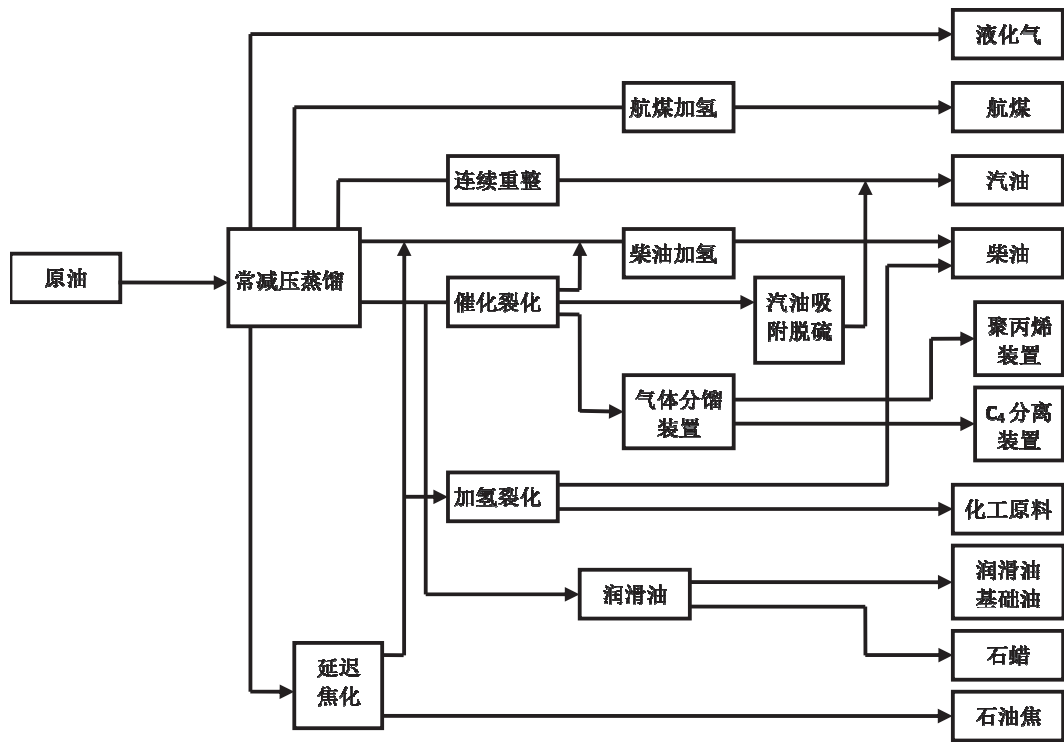 液化气
航煤加氢
航煤
连续重整
汽油
原油
常减压蒸馏
柴油加氢
柴油
催化裂化
汽油吸
附脱硫
聚丙烯
装置
气体分馏
装置
C₄分离
装置
加氢裂化
化工原料
润滑油
润滑油
基础油
延迟
焦化
石蜡
石油焦